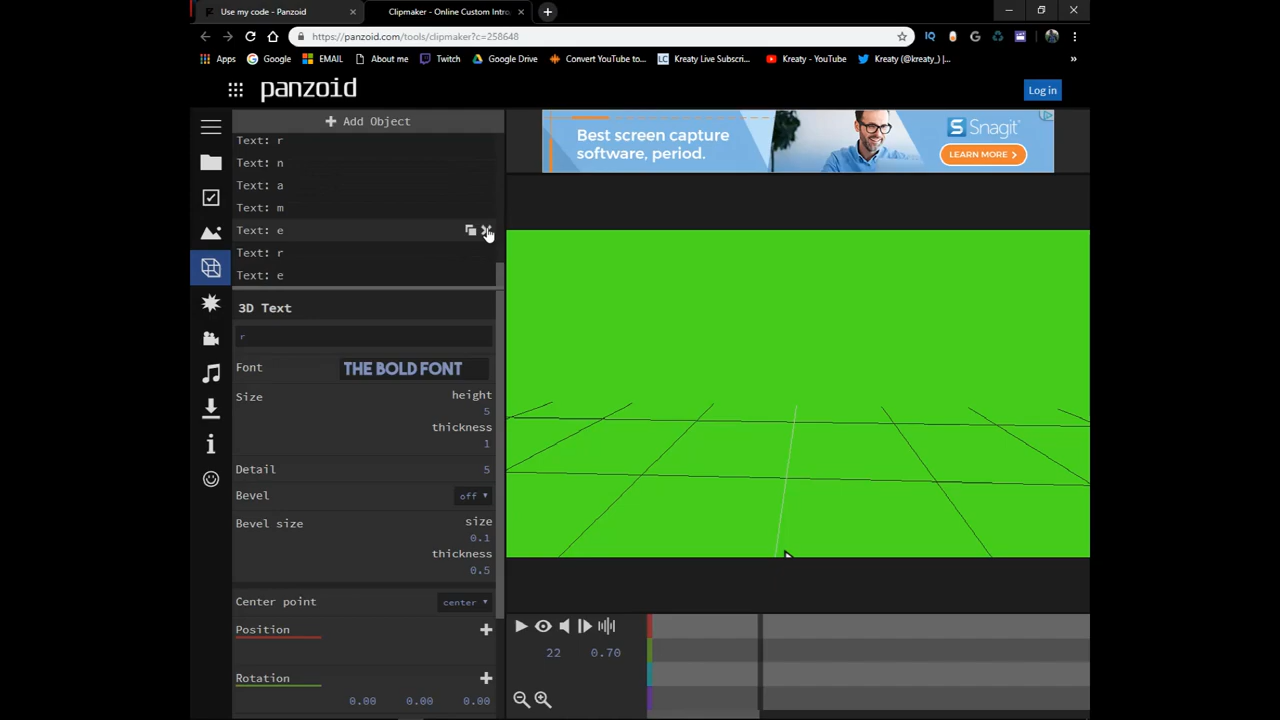 Use my code - Panzoid
Clipmaker - Online Custom Intro
https://panzoid.com/tools/clipmaker?c=258648
Apps
Google
EMAIL
About me
Twitch
Google Drive
Convert YouTube to...
Kreaty Live Subscri...
Kreaty - YouTube
Kreaty (@kreaty_) |...
panzoid
Log in
+ Add Object
Text: r
Text: n
Text: a
Text: m
Text: e
Text: r
Text: e
Best screen capture
software, period.
Snagit
LEARN MORE
3D Text
r
Font THE BOLD FONT
Size height
5
thickness
1
Detail 5
Bevel off
Bevel size size
0.1
thickness
0.5
Center point center
Position
Rotation
0.00 0.00 0.00
22 0.70